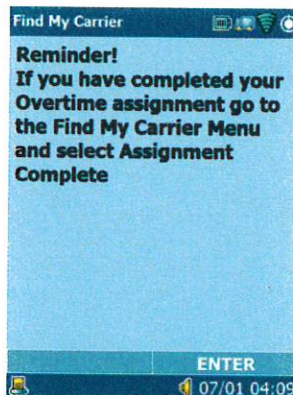 Find My Carrier
Reminder!
If you have completed your
Overtime assignment go to
the Find My Carrier Menu
and select Assignment
Complete
ENTER
07/01 04:09